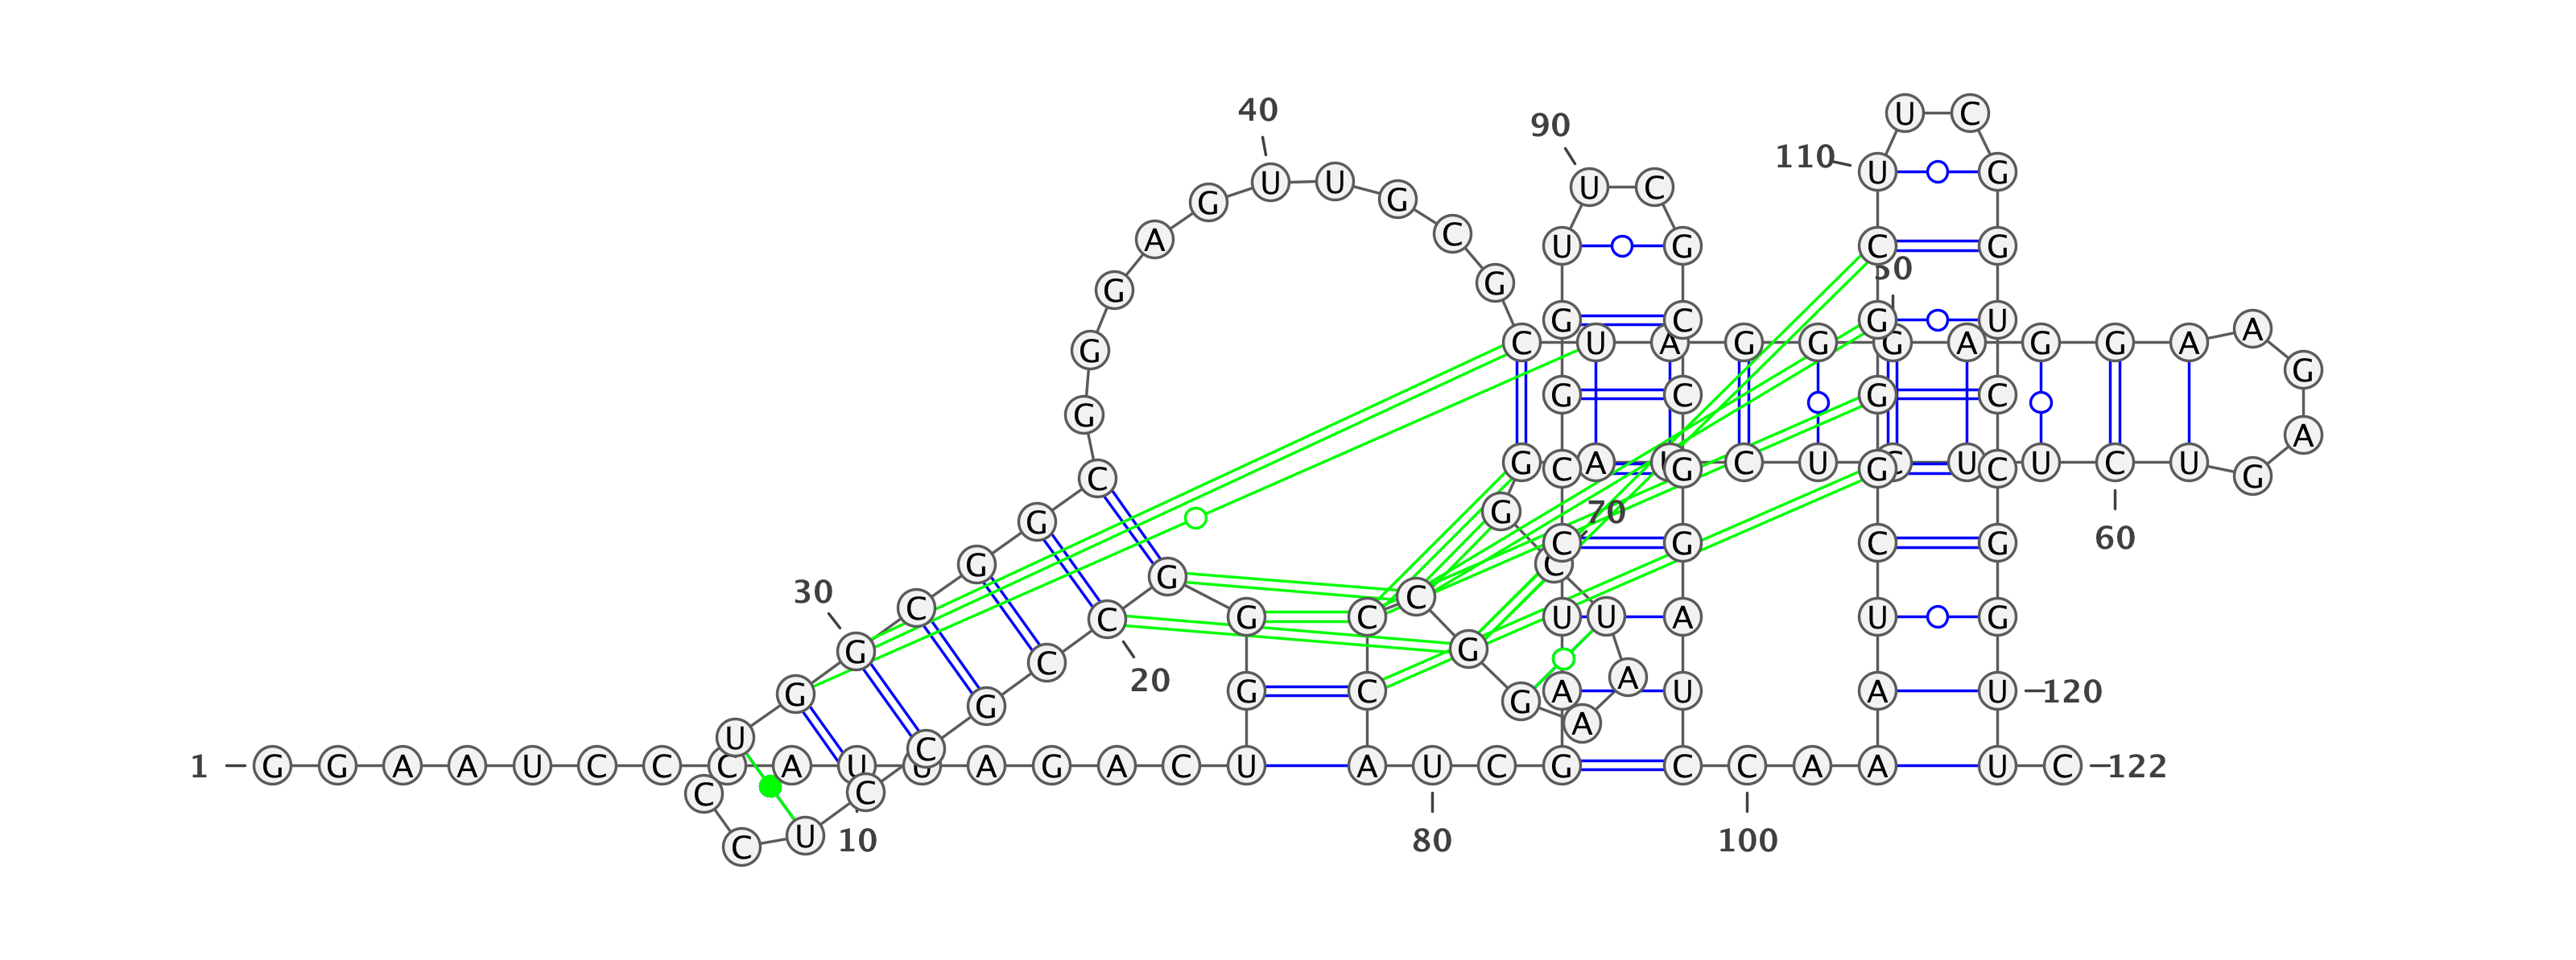 40
U C
90
110
U G
U U G U C
G
A C
U G C G
50
G G
G C G U
G C U A G G G A G G A A
G
G C G C
G
A
G A U C U C U U C U G
C C G G C
G 70
G
60
C G C G
G C
G
30 C
C C G C U U A U G
G G
C
20
A
G G G C G A U A U 120
G
A
U
C
1 G G A A U C C C A U U A G A C U A U C G C C A A U C 122
C C
U
C
10 80 100